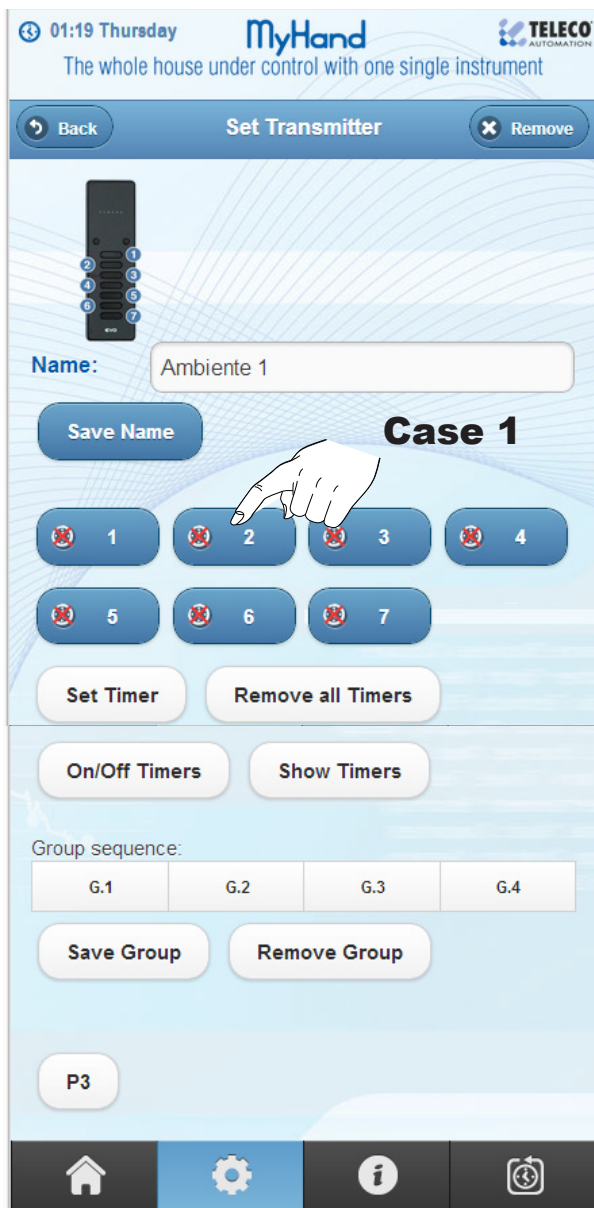 01:19 Thursday
MyHand
TELECO
AUTOMATION
The whole house under control with one single instrument
Back
Set Transmitter
Remove
1
2
3
4
5
6
7
evo
Name:
Ambiente 1
Save Name
Case 1
1 2 3 4
5 6 7
Set Timer Remove all Timers
On/Off Timers Show Timers
Group sequence:
G.1 G.2 G.3 G.4
Save Group Remove Group
P3